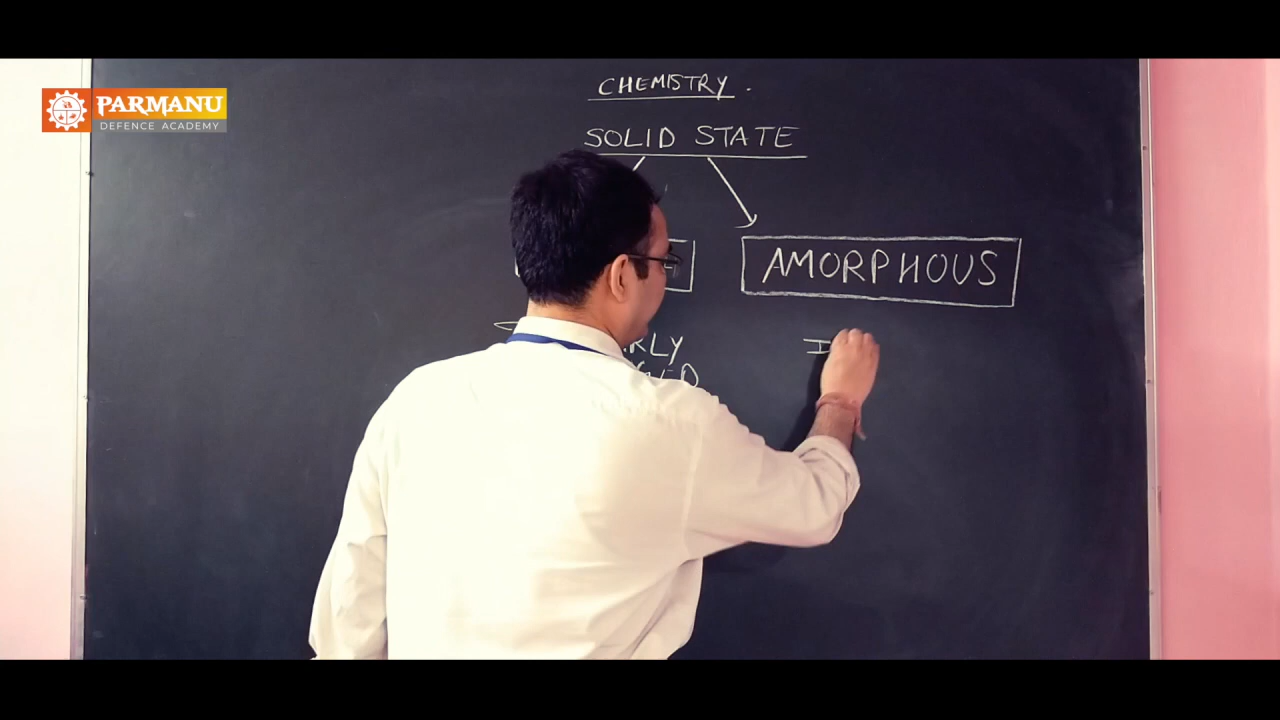 PARMANU
DEFENCE ACADEMY
CHEMISTRY.
SOLID STATE
AMORPHOUS